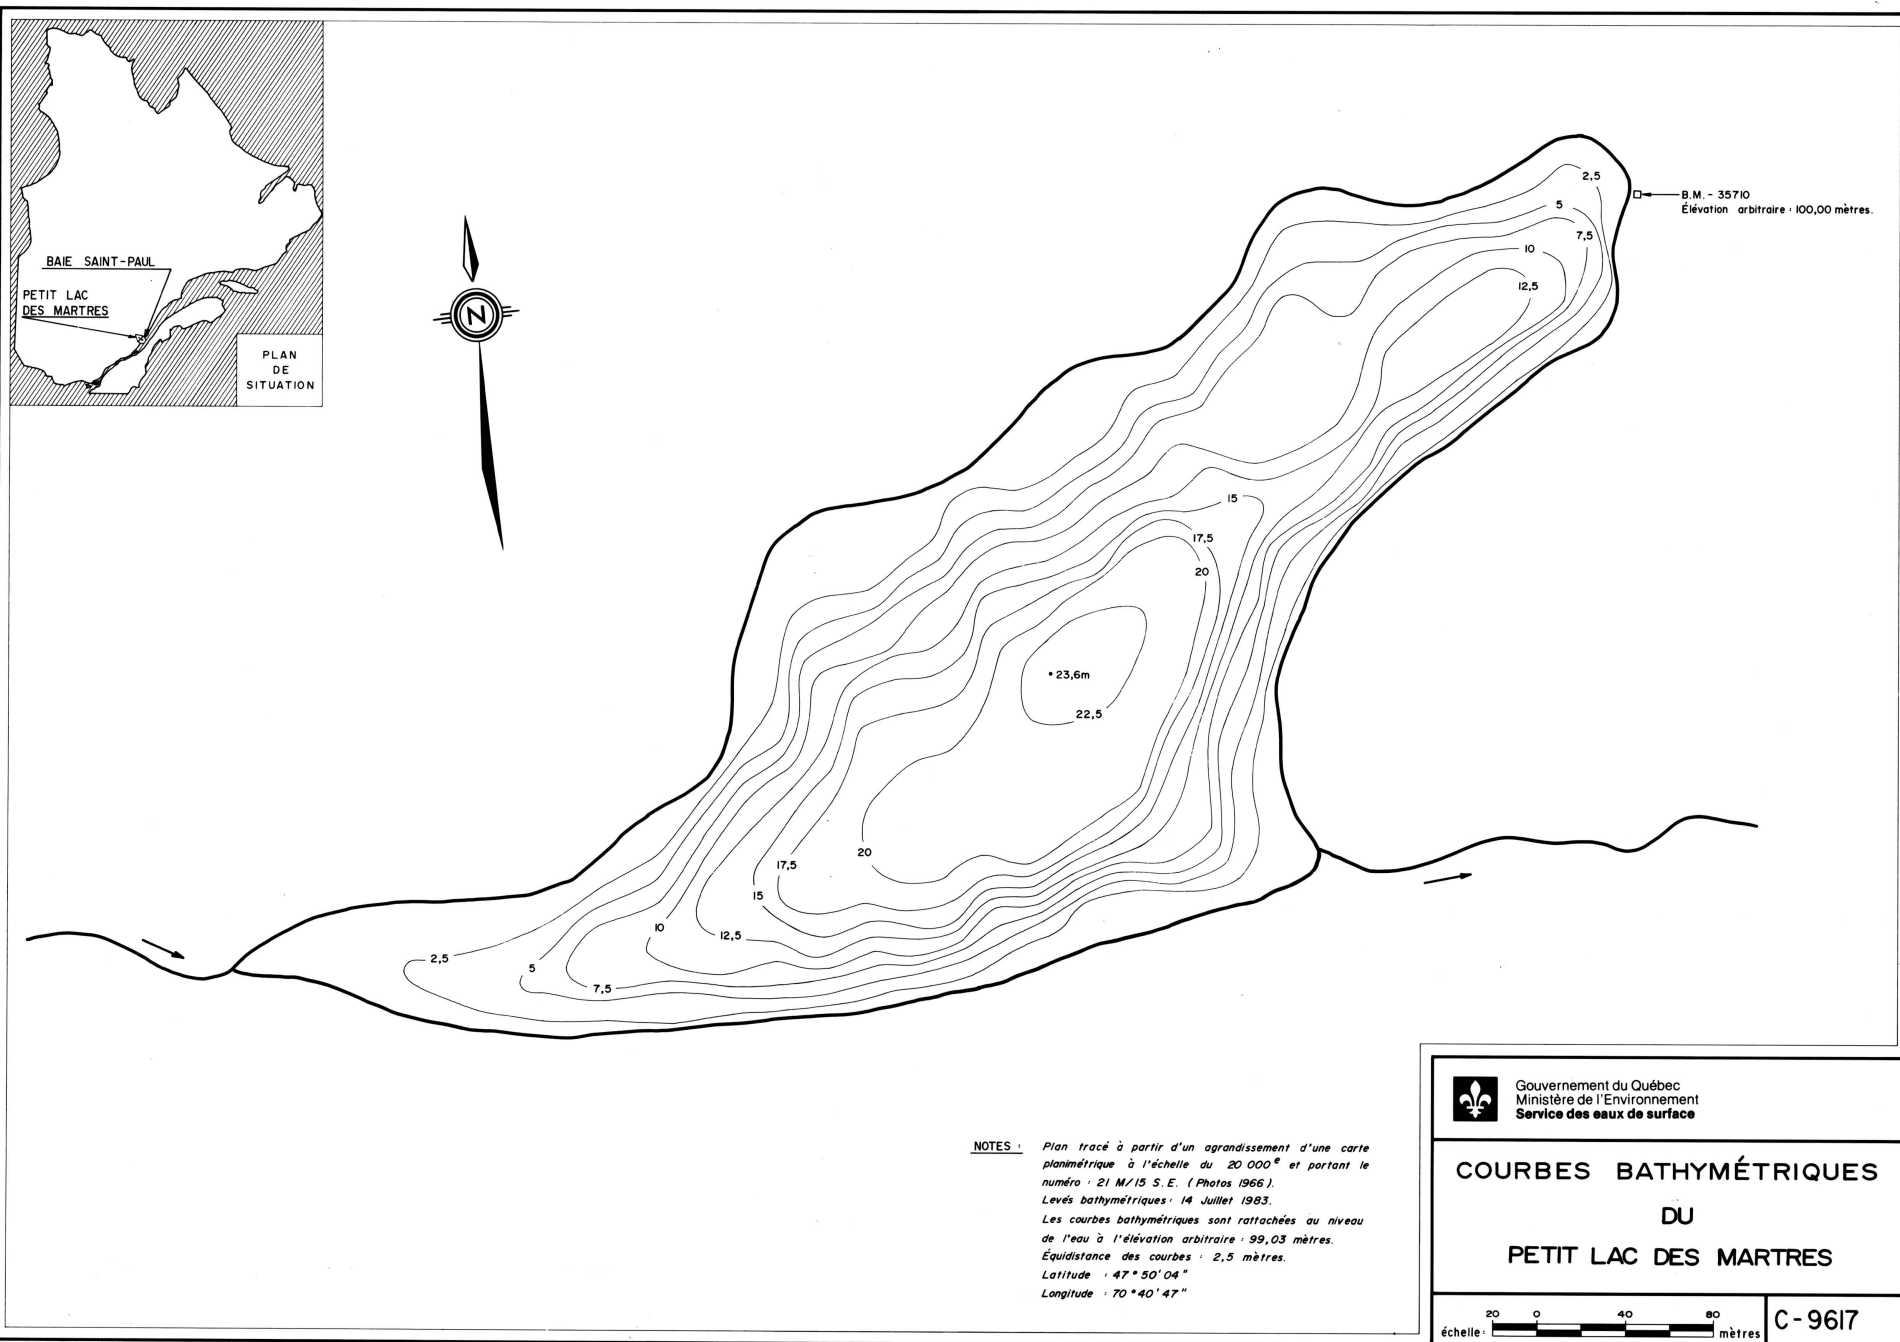 BAIE SAINT-PAUL
PETIT LAC
DES MARTRES
PLAN
DE
SITUATION
N
2,5
5
7,5
10
12,5
B.M. - 35710
Élévation arbitraire : 100,00 mètres.
15
17,5
20
23,6m
22,5
20
17,5
15
10
12,5
2,5
5
7,5
NOTES : Plan tracé à partir d'un agrandissement d'une carte
planimétrique à l'échelle du 20 000e et portant le
numéro : 21 M/15 S.E. (Photos 1966).
Levés bathymétriques : 14 Juillet 1983.
Les courbes bathymétriques sont rattachées au niveau
de l'eau à l'élévation arbitraire : 99,03 mètres.
Équidistance des courbes : 2,5 mètres.
Latitude : 47° 50' 04"
Longitude : 70° 40' 47"
Gouvernement du Québec
Ministère de l'Environnement
Service des eaux de surface
COURBES BATHYMÉTRIQUES
DU
PETIT LAC DES MARTRES
20 0 40 80
échelle : mètres
C-9617